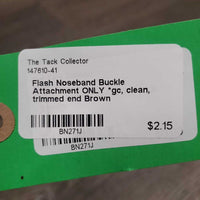 The Tack Collector
147610-41
Flash Noseband Buckle
Attachment ONLY *gc, clean,
trimmed end Brown
$2.15
BN271J
BN271J